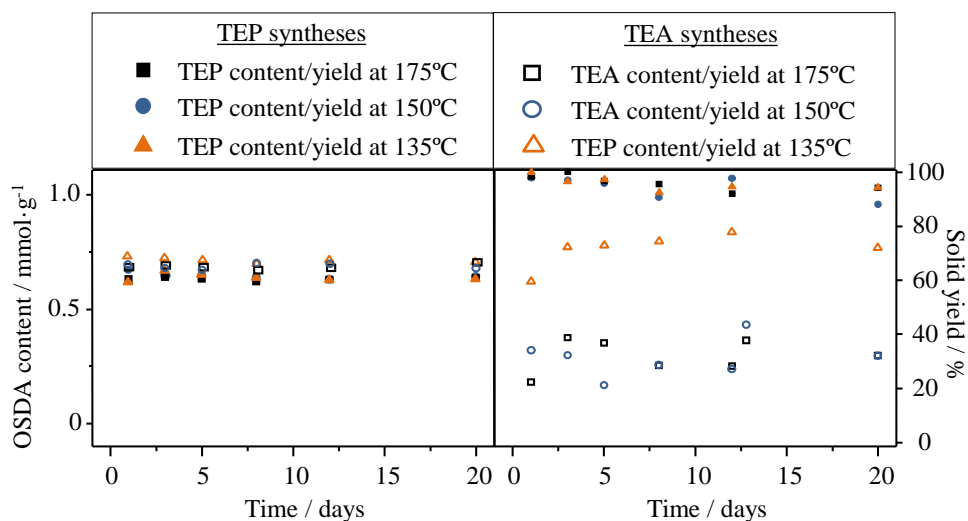 TEP syntheses
TEP content/yield at 175ºC
TEP content/yield at 150ºC
TEP content/yield at 135ºC
TEA syntheses
TEA content/yield at 175ºC
TEA content/yield at 150ºC
TEP content/yield at 135ºC
OSDA content / mmol·g⁻¹
1.0
0.5
0
0 5 10 15 20
Time / days
0 5 10 15 20
Time / days
100
80
60
40
20
0
Solid yield / %